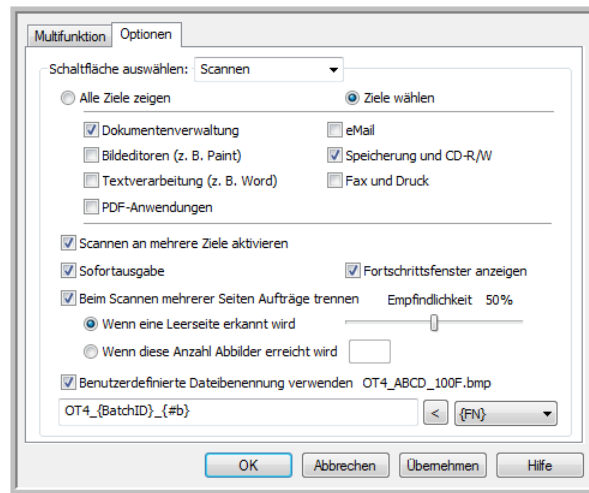 Multifunktion Optionen
Schaltfläche auswählen: Scannen
Alle Ziele zeigen Ziele wählen
Dokumentenverwaltung eMail
Bildeditoren (z. B. Paint) Speicherung und CD-R/W
Textverarbeitung (z. B. Word) Fax und Druck
PDF-Anwendungen
Scannen an mehrere Ziele aktivieren
Sofortausgabe Fortschrittsfenster anzeigen
Beim Scannen mehrerer Seiten Aufträge trennen Empfindlichkeit 50%
Wenn eine Leerseite erkannt wird
Wenn diese Anzahl Abbilder erreicht wird
Benutzerdefinierte Dateibenennung verwenden OT4_ABCD_100F.bmp
OT4_{BatchID}_{#b} < {FN}
OK Abbrechen Übernehmen Hilfe